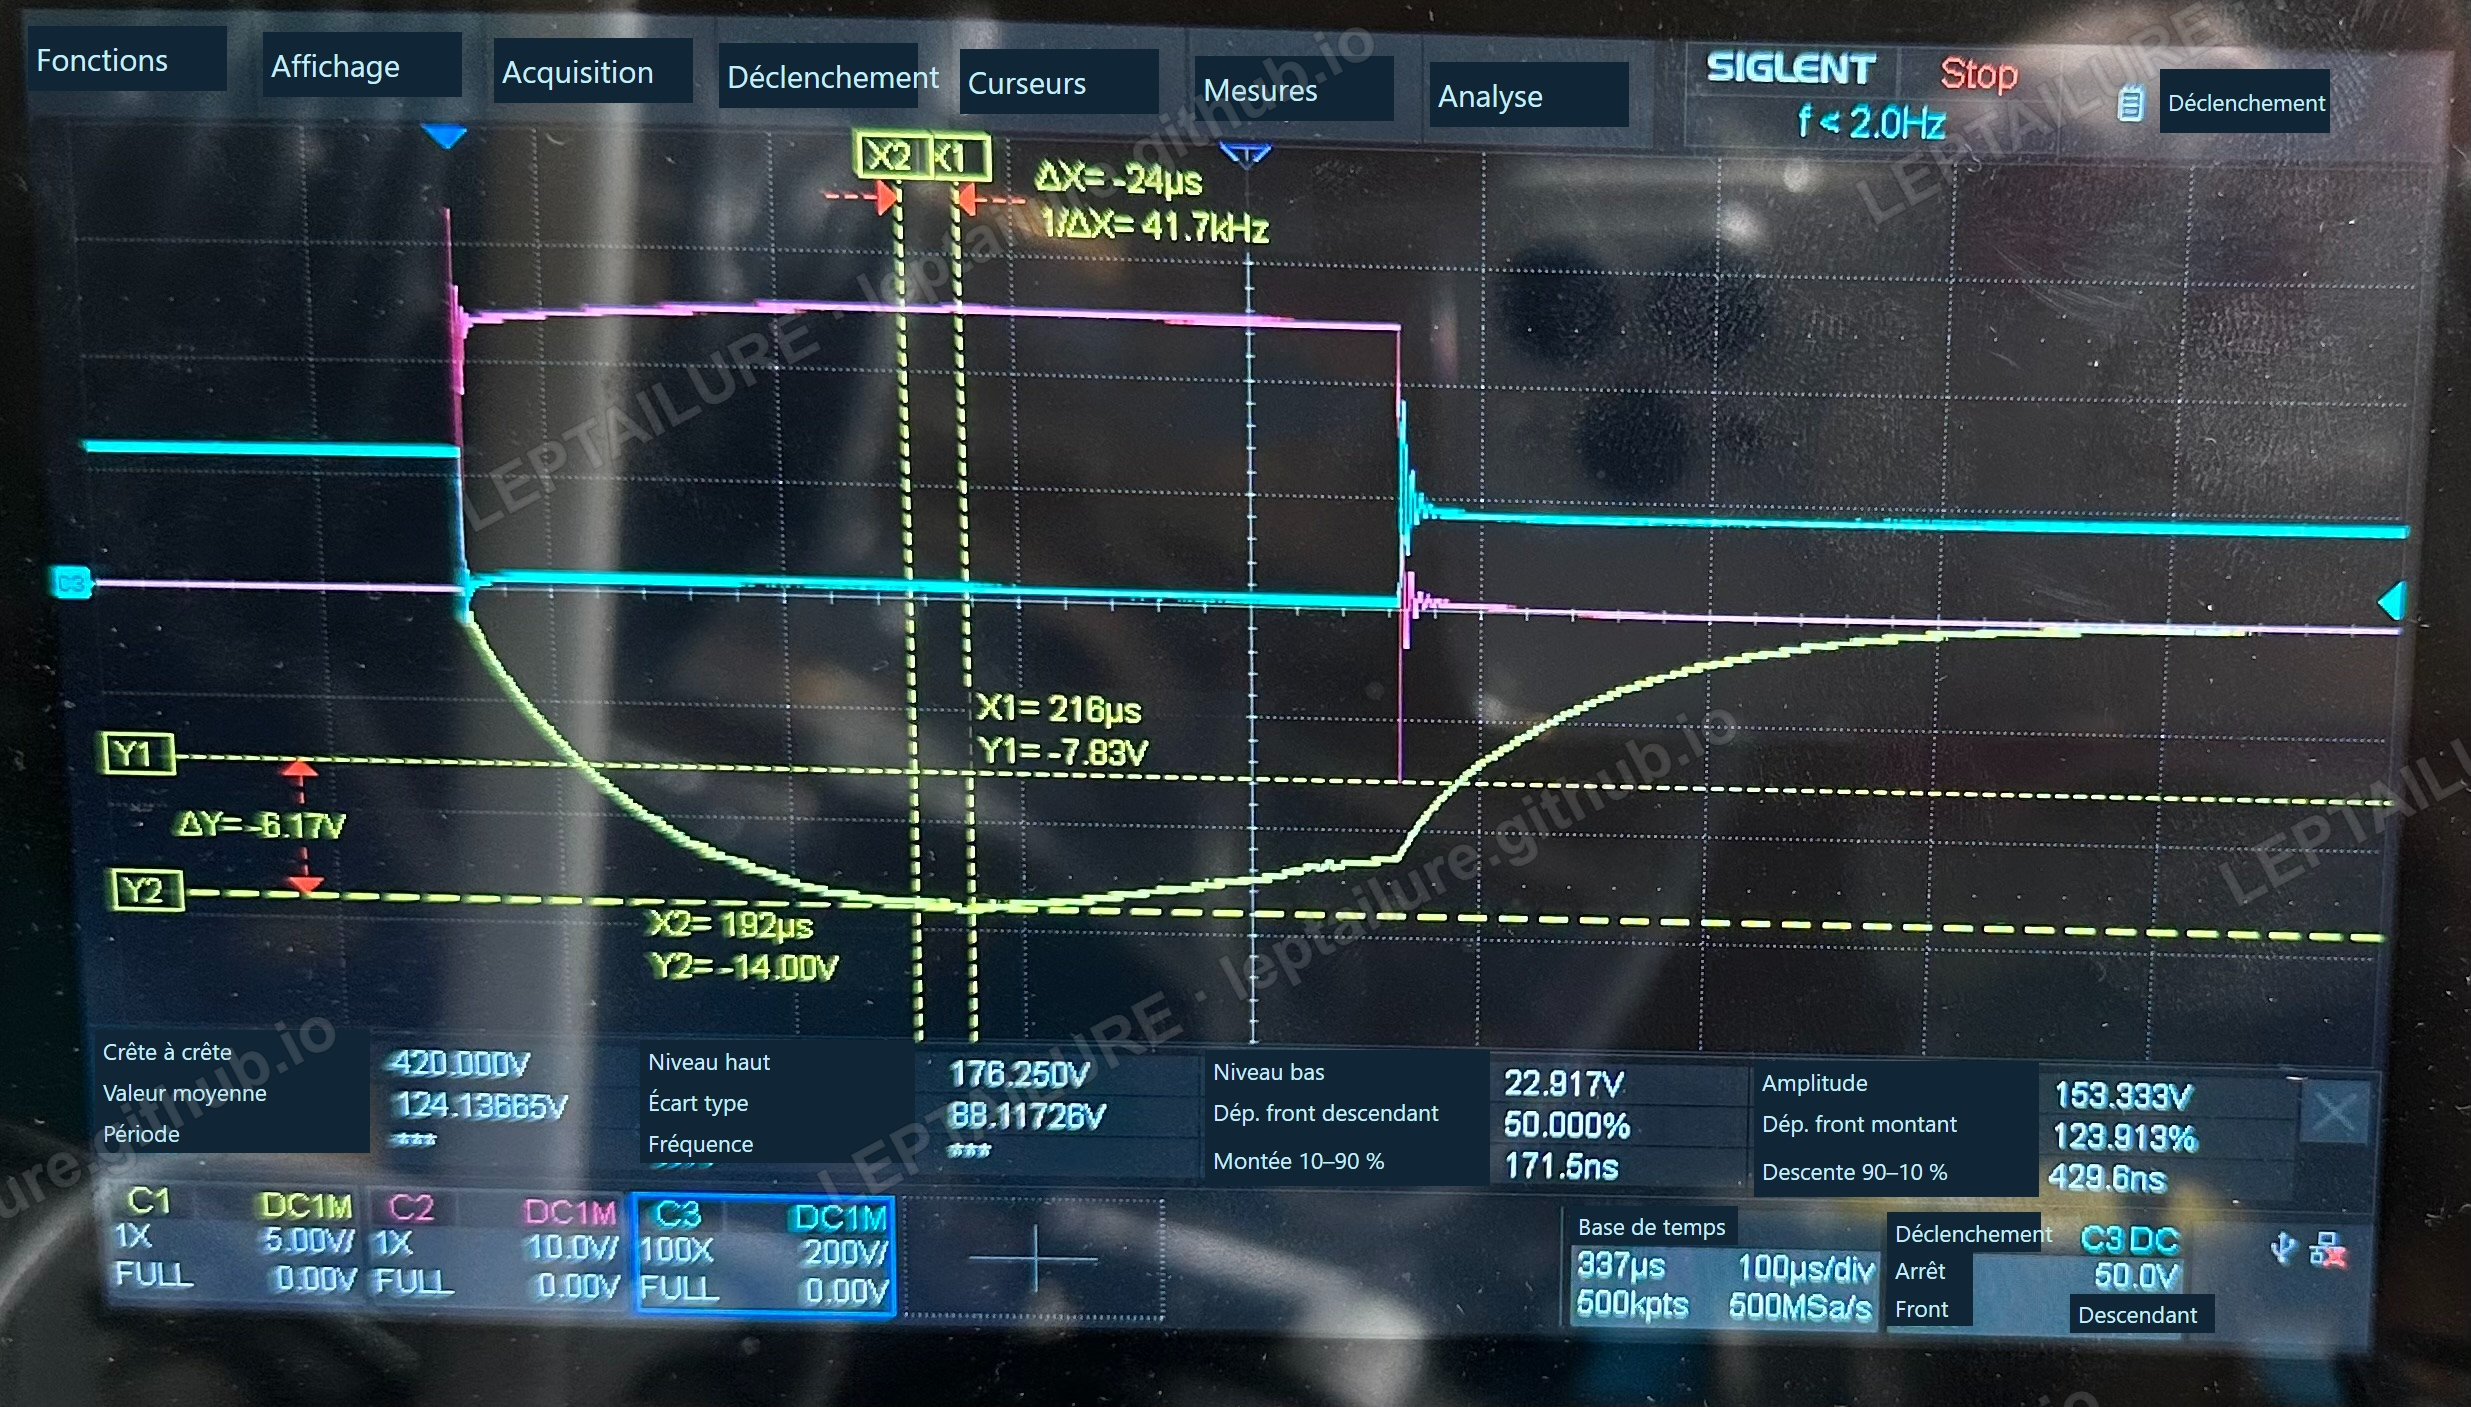 Fonctions
Affichage
Acquisition
Déclenchement
Curseurs
Mesures
Analyse
SIGLENT
Stop
f < 2.0Hz
Déclenchement
X2
X1
ΔX= -24µs
1/ΔX= 41.7kHz
C3
X1= 216µs
Y1= -7.83V
Y1
ΔY= -6.17V
Y2
X2= 192µs
Y2= -14.00V
Crête à crête 420.000V
Valeur moyenne 124.13665V
Période ***
Niveau haut 176.250V
Écart type 88.11726V
Fréquence ***
Niveau bas 22.917V
Dép. front descendant 50.000%
Montée 10–90 % 171.5ns
Amplitude 153.333V
Dép. front montant 123.913%
Descente 90–10 % 429.6ns
C1 DC1M
1X 5.00V/
FULL 0.00V
C2 DC1M
1X 10.0V/
FULL 0.00V
C3 DC1M
100X 200V/
FULL 0.00V
Base de temps
337µs 100µs/div
500kpts 500MSa/s
Déclenchement C3 DC
Arrêt 50.0V
Front Descendant
LEPTAILURE · leptailure.github.io
LEPTAILURE
LEPTAILURE · leptailure.github.io